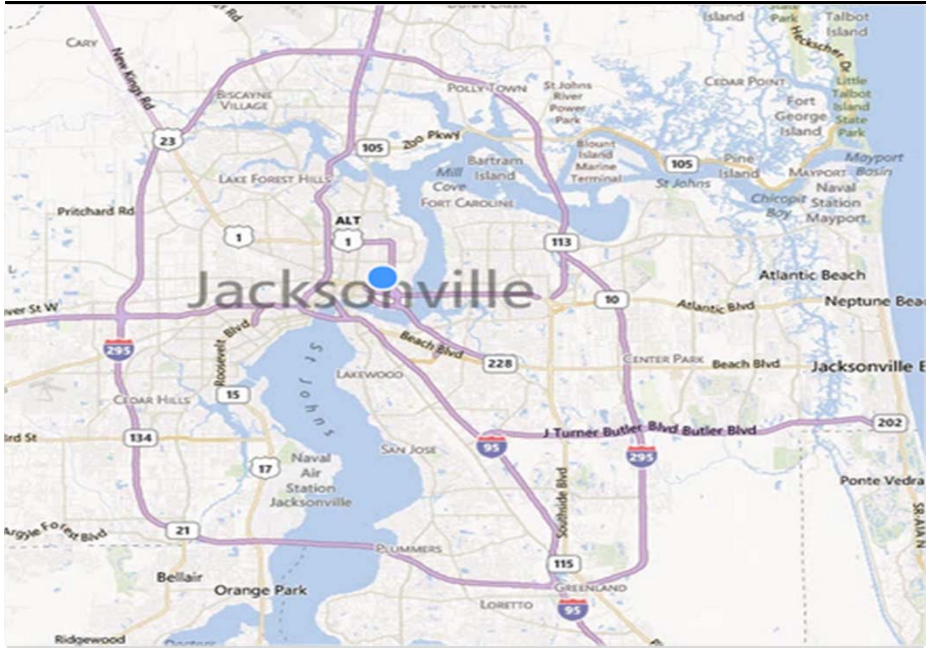 Island
State
Park
Talbot
Island
Heckscher Dr
CARY
New Kings Rd
BISCAYNE
VILLAGE
POLLY TOWN
St Johns
River
Power
Park
CEDAR POINT
Fort
George
Island
Little
Talbot
Island
State
Park
23
105
Zoo Pkwy
Blount
Island
Marine
Terminal
105
Pine
Island
Mayport
Basin
Bartram
Island
Mill
Cove
LAKE FOREST HILLS
St Johns
MAYPORT
Naval
Station
Mayport
Chicopit
Bay
FORT CAROLINE
Pritchard Rd
ALT
1
1
113
Atlantic Beach
Jacksonville
10
Atlantic Blvd
Neptune Bea
ver St W
295
Roosevelt Blvd
St Johns
Beach Blvd
228
CENTER PARK
Beach Blvd
Jacksonville B
LAKEWOOD
CEDAR HILLS
15
134
3rd St
95
J Turner Butler Blvd
Butler Blvd
202
295
SAN JOSE
17
Naval
Air
Station
Jacksonville
Southside Blvd
Ponte Vedra
SR-A1A N
Argyle Forest Blvd
21
PLUMMERS
115
Bellair
Orange Park
GREENLAND
LORETTO
95
Ridgewood